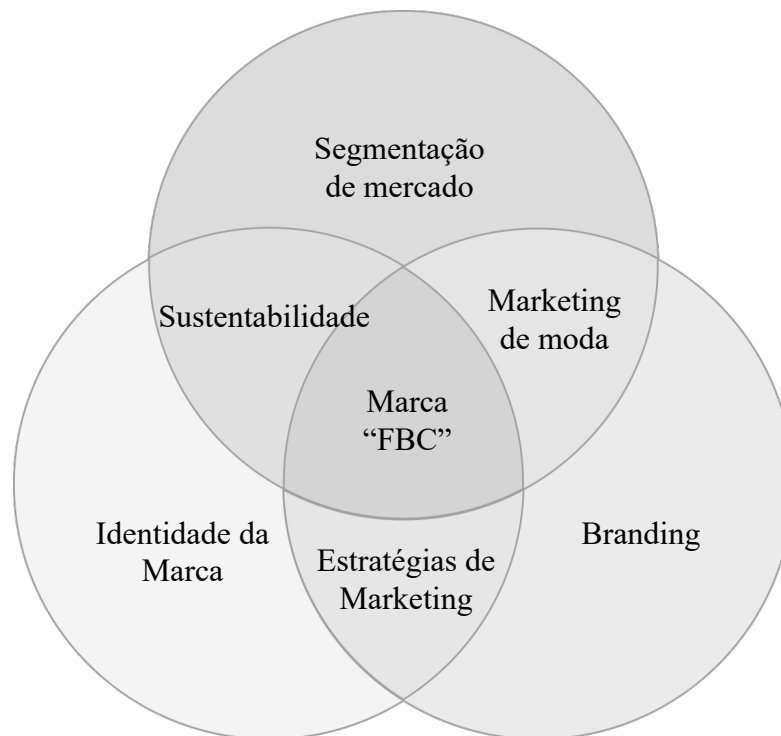 Segmentação
de mercado
Sustentabilidade
Marketing
de moda
Marca
“FBC”
Identidade da
Marca
Estratégias de
Marketing
Branding